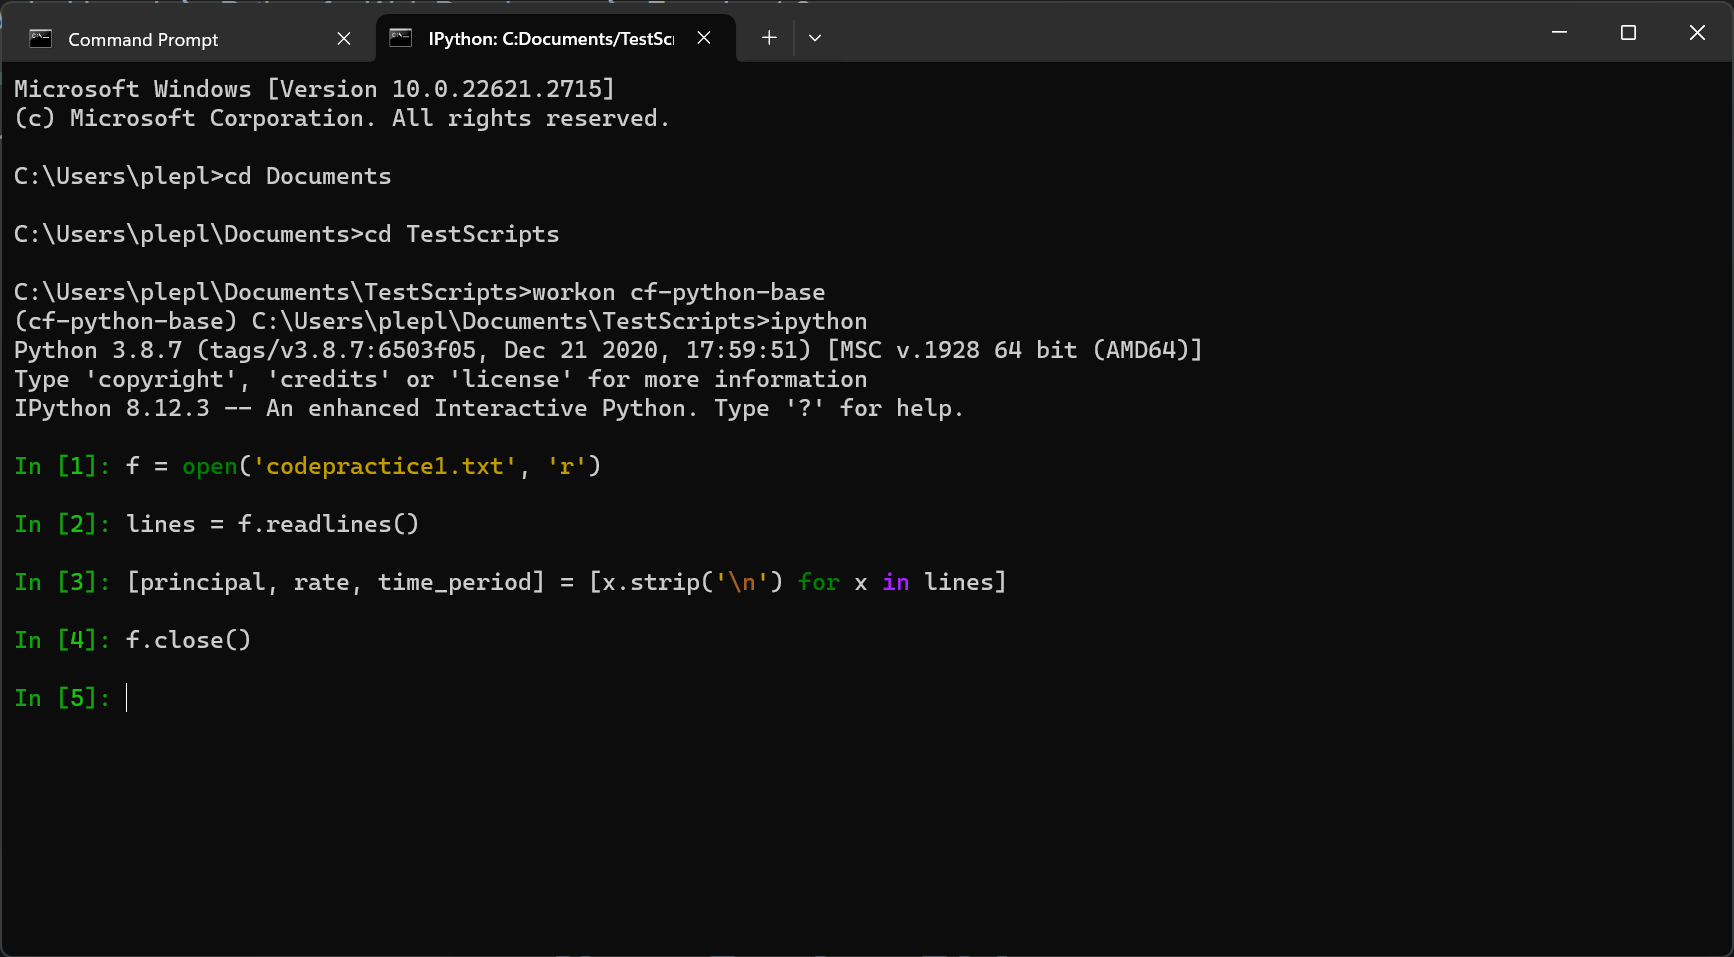 Command Prompt
IPython: C:Documents/TestScr
Microsoft Windows [Version 10.0.22621.2715]
(c) Microsoft Corporation. All rights reserved.
C:\Users\plepl>cd Documents
C:\Users\plepl\Documents>cd TestScripts
C:\Users\plepl\Documents\TestScripts>workon cf-python-base
(cf-python-base) C:\Users\plepl\Documents\TestScripts>ipython
Python 3.8.7 (tags/v3.8.7:6503f05, Dec 21 2020, 17:59:51) [MSC v.1928 64 bit (AMD64)]
Type 'copyright', 'credits' or 'license' for more information
IPython 8.12.3 -- An enhanced Interactive Python. Type '?' for help.
In [1]: f = open('codepractice1.txt', 'r')
In [2]: lines = f.readlines()
In [3]: [principal, rate, time_period] = [x.strip('\n') for x in lines]
In [4]: f.close()
In [5]: